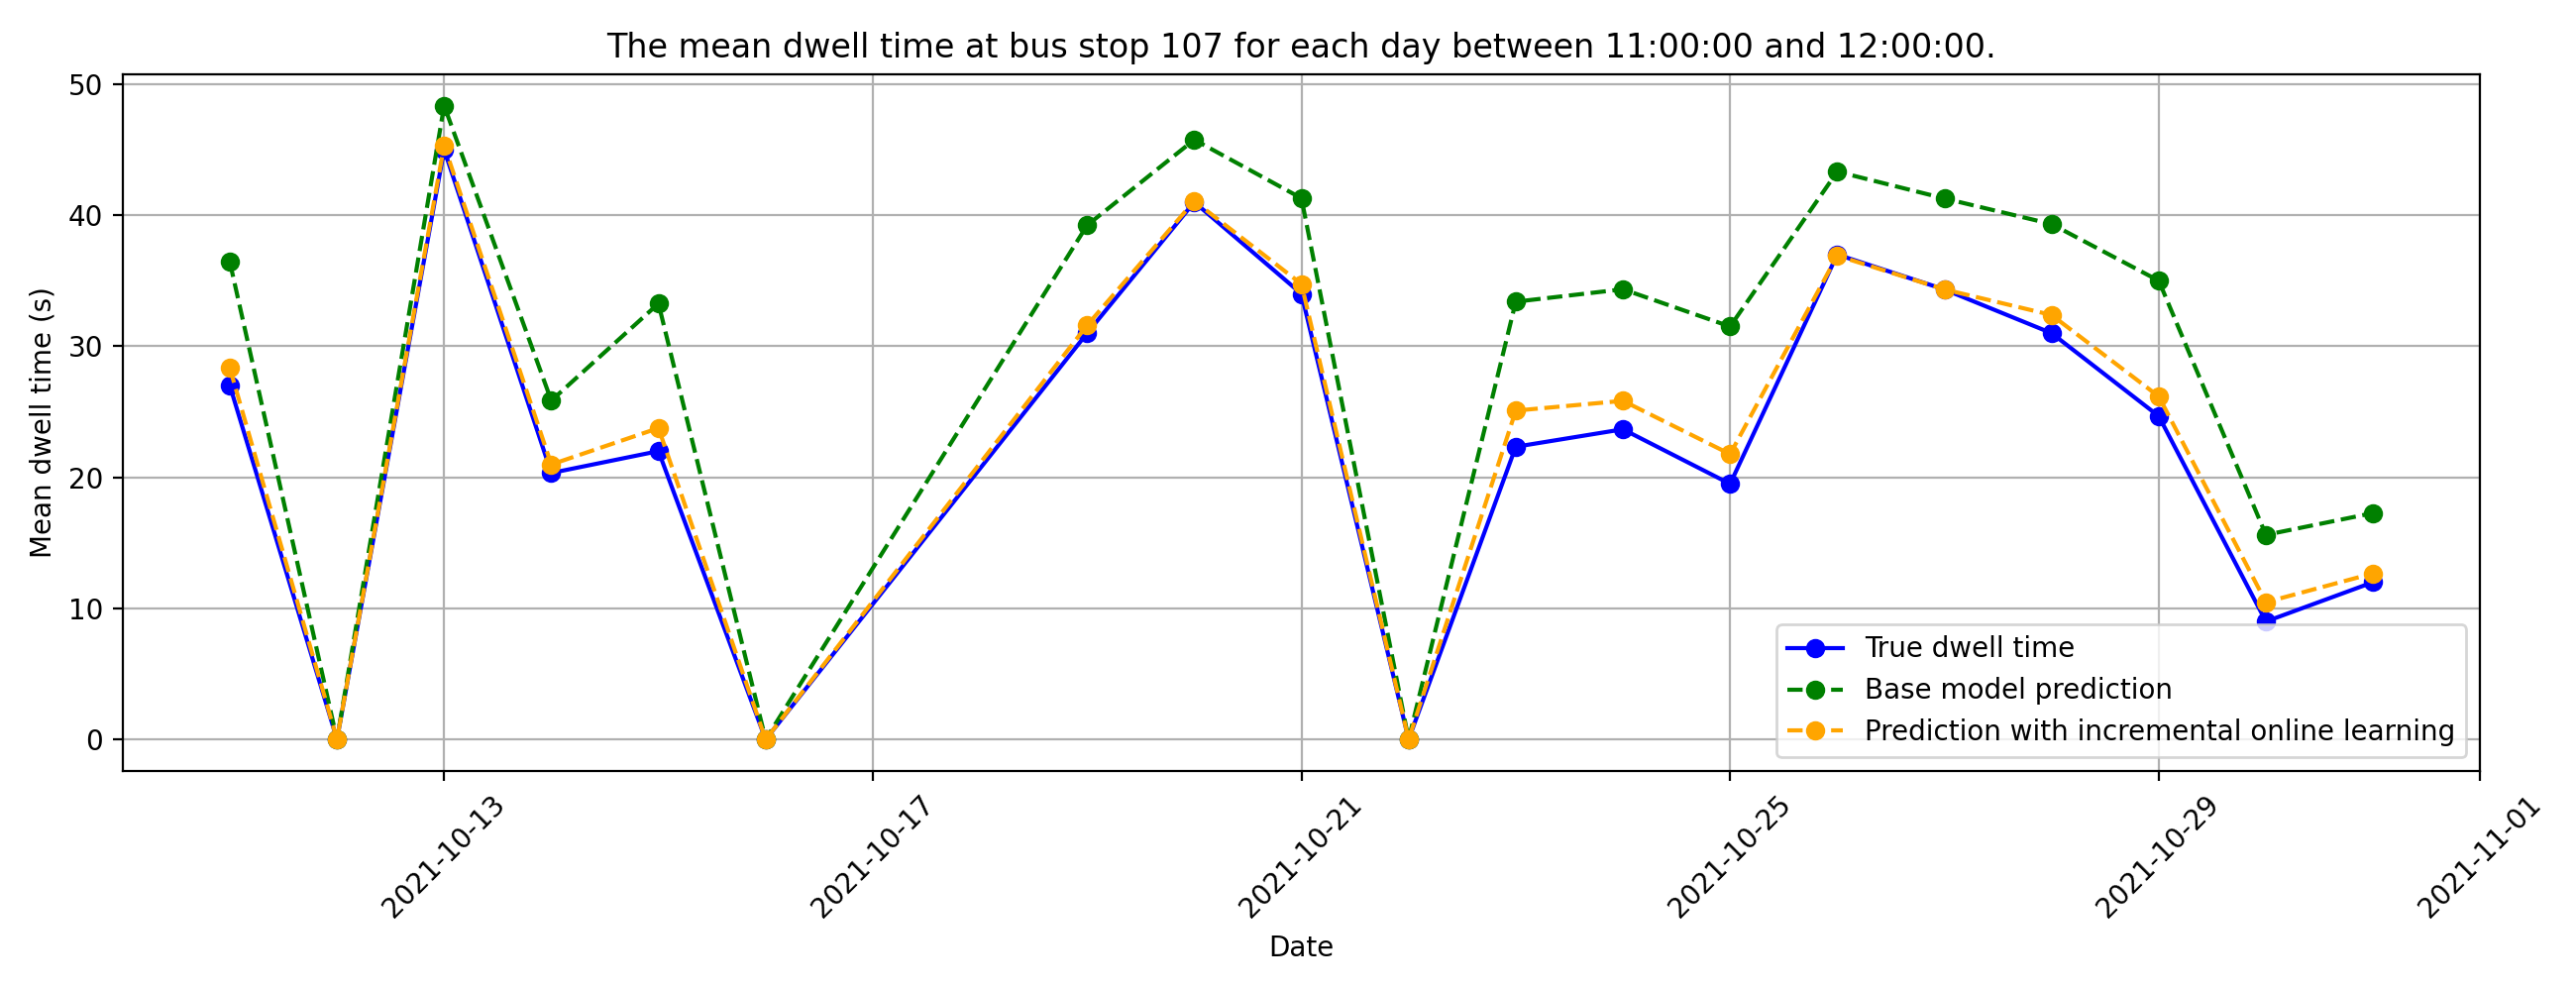 The mean dwell time at bus stop 107 for each day between 11:00:00 and 12:00:00.
Mean dwell time (s)
50
40
30
20
10
0
True dwell time
Base model prediction
Prediction with incremental online learning
2021-10-13
2021-10-17
2021-10-21
2021-10-25
2021-10-29
2021-11-01
Date